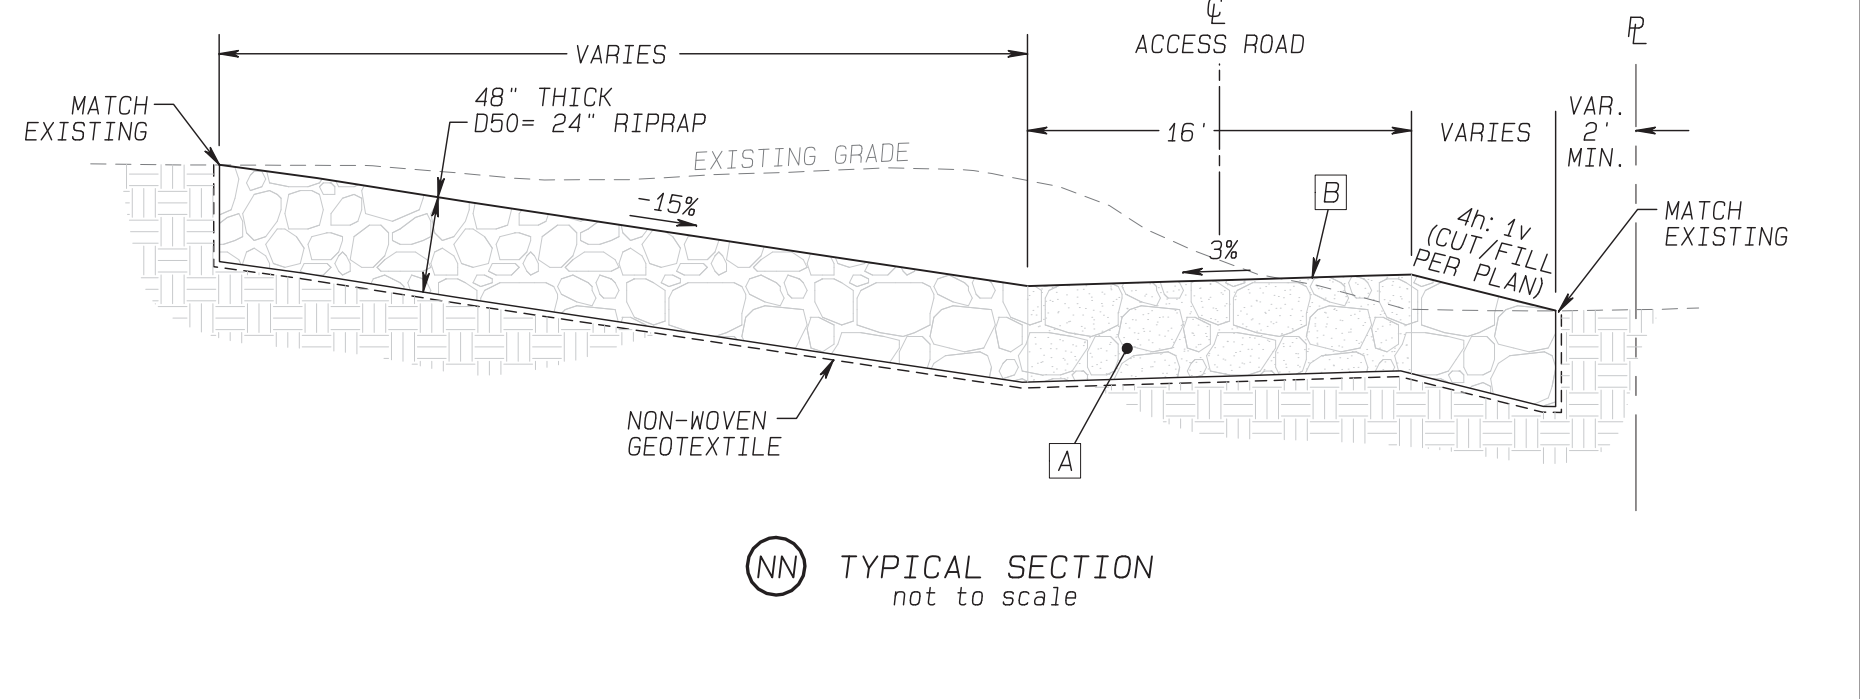 ℄
ACCESS ROAD
℄
VARIES
MATCH
EXISTING
48" THICK
D50= 24" RIPRAP
EXISTING GRADE
-15%
16'
VARIES
VAR.
2'
MIN.
B
3%
4h: 1v
(CUT/FILL
PER PLAN)
MATCH
EXISTING
NON-WOVEN
GEOTEXTILE
A
NN TYPICAL SECTION
not to scale